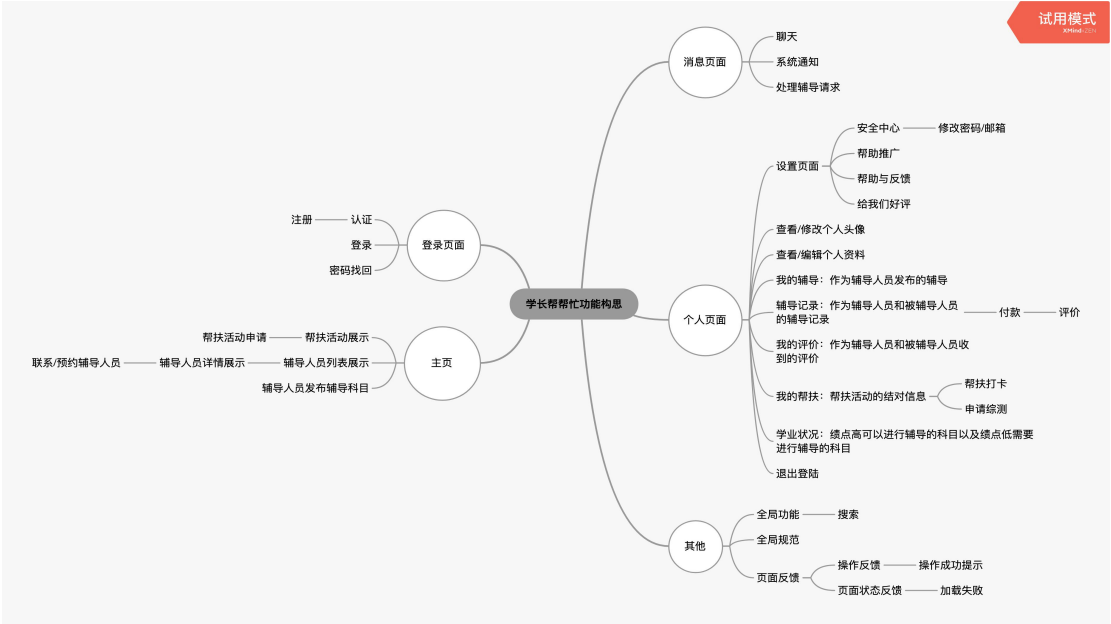 试用模式
XMind-ZEN
学长帮帮忙功能构思
消息页面
聊天
系统通知
处理辅导请求
个人页面
设置页面
安全中心
修改密码/邮箱
帮助推广
帮助与反馈
给我们好评
查看/修改个人头像
查看/编辑个人资料
我的辅导：作为辅导人员发布的辅导
辅导记录：作为辅导人员和被辅导人员
的辅导记录
付款
评价
我的评价：作为辅导人员和被辅导人员收
到的评价
我的帮扶：帮扶活动的结对信息
帮扶打卡
申请综测
学业状况：绩点高可以进行辅导的科目以及绩点低需要
进行辅导的科目
退出登陆
其他
全局功能
搜索
全局规范
页面反馈
操作反馈
操作成功提示
页面状态反馈
加载失败
登录页面
认证
注册
登录
密码找回
主页
帮扶活动展示
帮扶活动申请
辅导人员列表展示
辅导人员详情展示
联系/预约辅导人员
辅导人员发布辅导科目